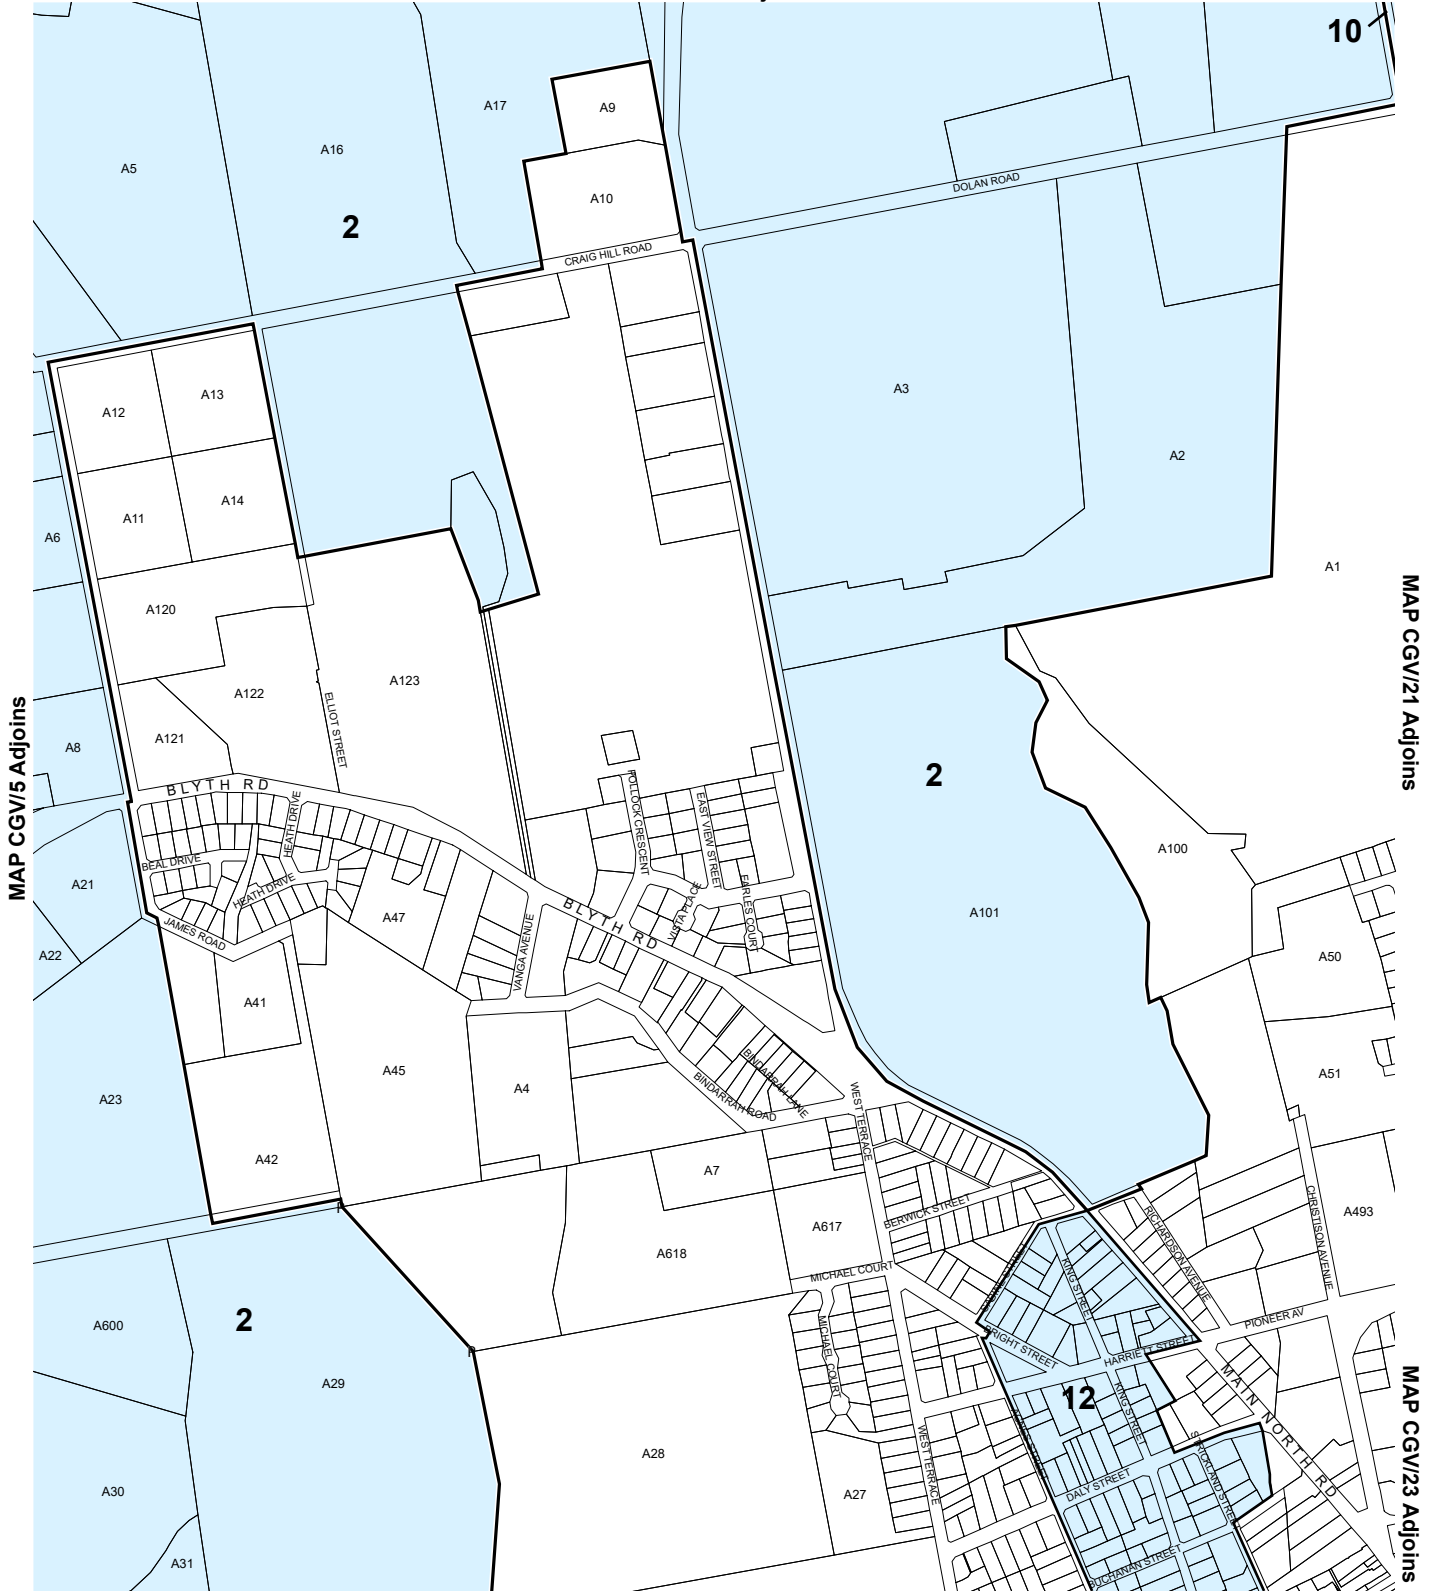 10
A9
A17
A16
A5
A10
2
DOLAN ROAD
CRAIG HILL ROAD
A3
A13
A12
A2
A14
A11
A6
A1
MAP CGV/21 Adjoins
A120
A123
A122
ELLIOT STREET
A121
A8
MAP CGV/5 Adjoins
2
BLYTH RD
POLLOCK CRESCENT
EAST VIEW STREET
HEATH DRIVE
A100
BEAL DRIVE
A21
HEATH DRIVE
FAIRLES COURT
VISTA PLACE
A47
BLYTH RD
A101
JAMES ROAD
VANGA AVENUE
A22
A50
A41
A45
A4
A51
BINDARRAH LANE
BINDARRAH ROAD
A23
WEST TERRACE
A42
A7
BERWICK STREET
CHRISTISON AVENUE
A493
P
A617
RICHARDSON AVENUE
A618
MICHAEL COURT
KING STREET
A600
2
PIONEER AV
MICHAEL COURT
WRIGHT STREET
HARRIETT STREET
P
A29
12
KING STREET
MAIN NORTH RD
MAP CGV/23 Adjoins
A28
WEST TERRACE
STRICKLAND STREET
DALY STREET
A30
A27
A31
BUCHANAN STREET